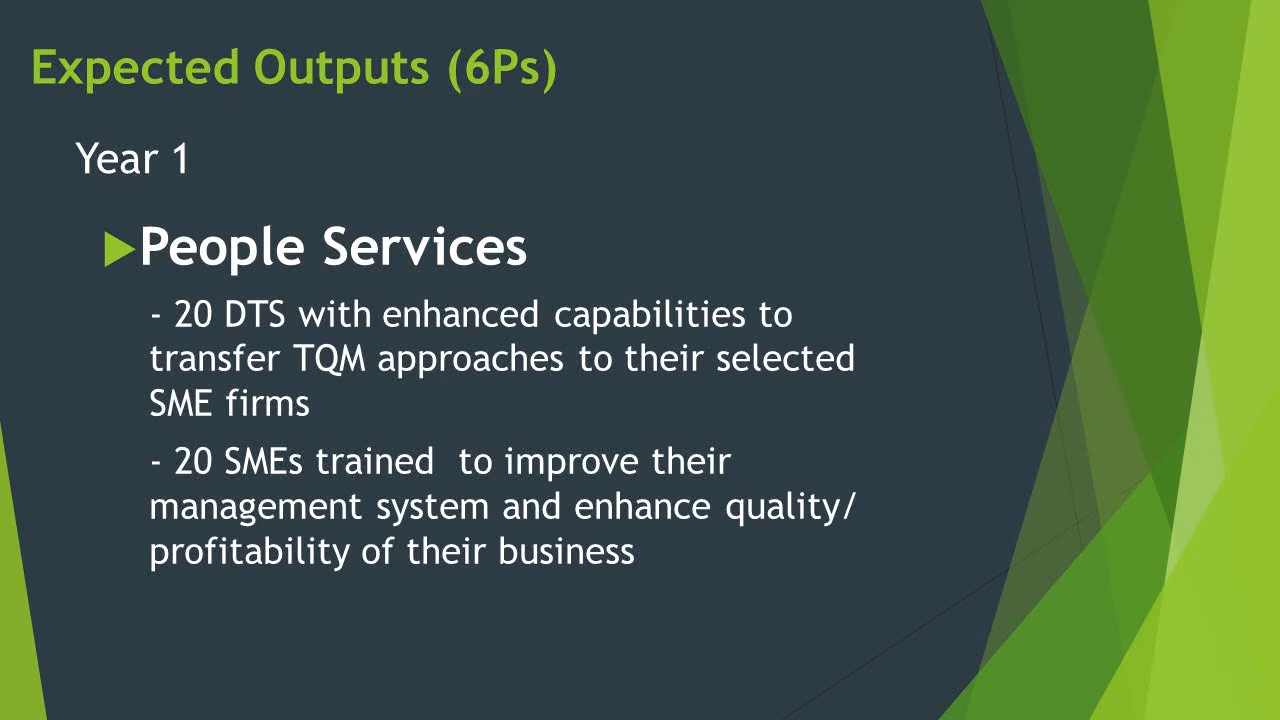 Expected Outputs (6Ps)
Year 1
People Services
- 20 DTS with enhanced capabilities to
transfer TQM approaches to their selected
SME firms
- 20 SMEs trained  to improve their
management system and enhance quality/
profitability of their business